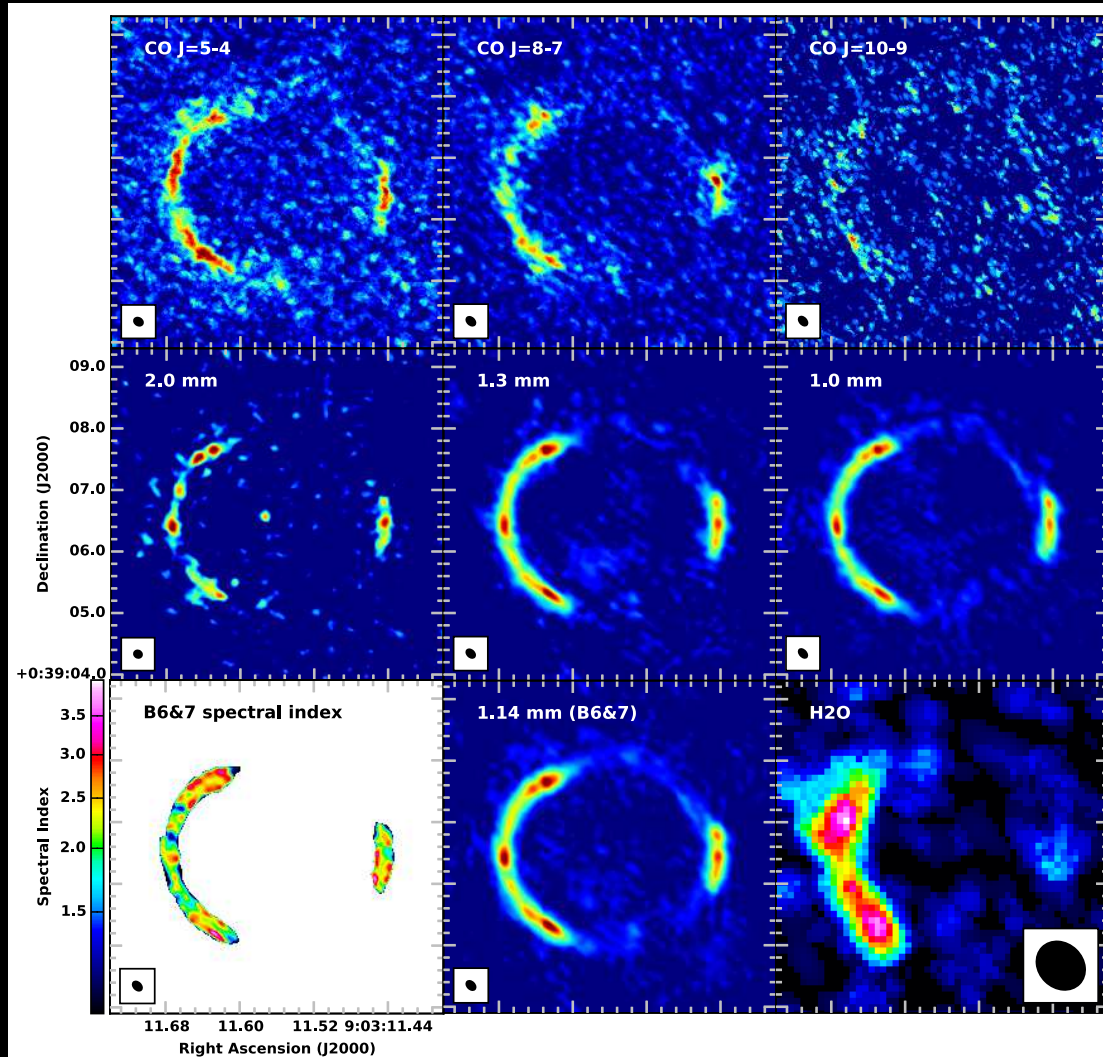 CO J=5-4
CO J=8-7
CO J=10-9
2.0 mm
1.3 mm
1.0 mm
09.0
08.0
07.0
06.0
05.0
+0:39:04.0
Declination (J2000)
B6&7 spectral index
1.14 mm (B6&7)
H2O
3.5
3.0
2.5
2.0
1.5
Spectral Index
11.68 11.60 11.52 9:03:11.44
Right Ascension (J2000)